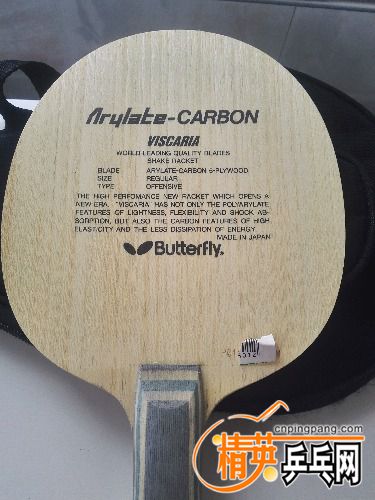 Arylate-CARBON
VISCARIA
WORLD-LEADING QUALITY BLADES
SHAKE RACKET
BLADE ARYLATE-CARBON 5-PLYWOOD
SIZE REGULAR
TYPE OFFENSIVE
THE HIGH PERFOMANCE NEW RACKET WHICH OPENS A
NEW ERA. "VISCARIA" HAS NOT ONLY THE POLYARYLATE
FEATURES OF LIGHTNESS, FLEXIBILITY AND SHOCK AB-
SORPTION, BUT ALSO THE CARBON FEATURES OF HIGH
ELASTICITY AND THE LESS DISSIPATION OF ENERGY.
MADE IN JAPAN
Butterfly
cnpingpang.com
精英乒乓网